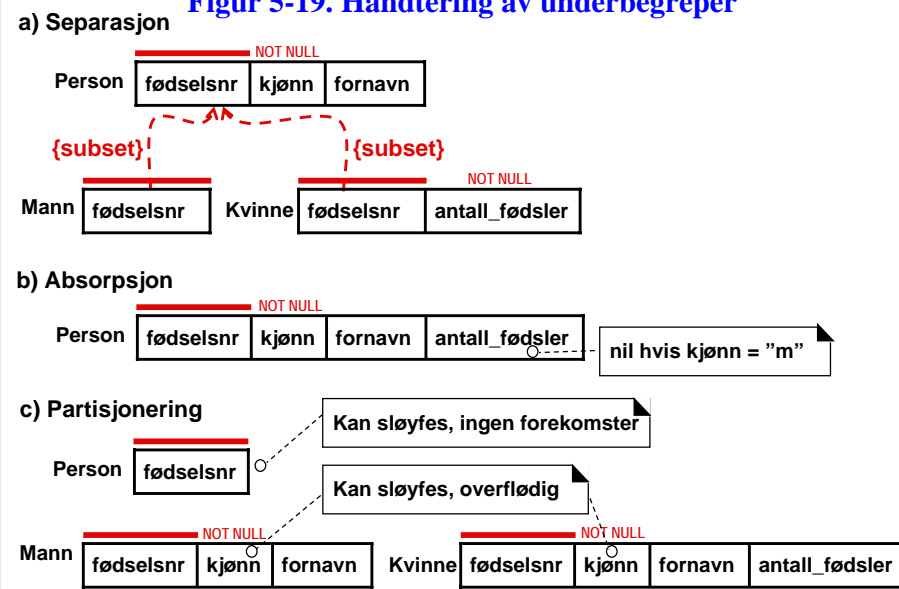 Figur 5-19. Håndtering av underbegreper
a) Separasjon
NOT NULL
Person fødselsnr kjønn fornavn
{subset} {subset}
NOT NULL
Mann fødselsnr Kvinne fødselsnr antall_fødsler
b) Absorpsjon
NOT NULL
Person fødselsnr kjønn fornavn antall_fødsler
nil hvis kjønn = ”m”
c) Partisjonering
Kan sløyfes, ingen forekomster
Person fødselsnr
Kan sløyfes, overflødig
NOT NULL NOT NULL
Mann fødselsnr kjønn fornavn Kvinne fødselsnr kjønn fornavn antall_fødsler